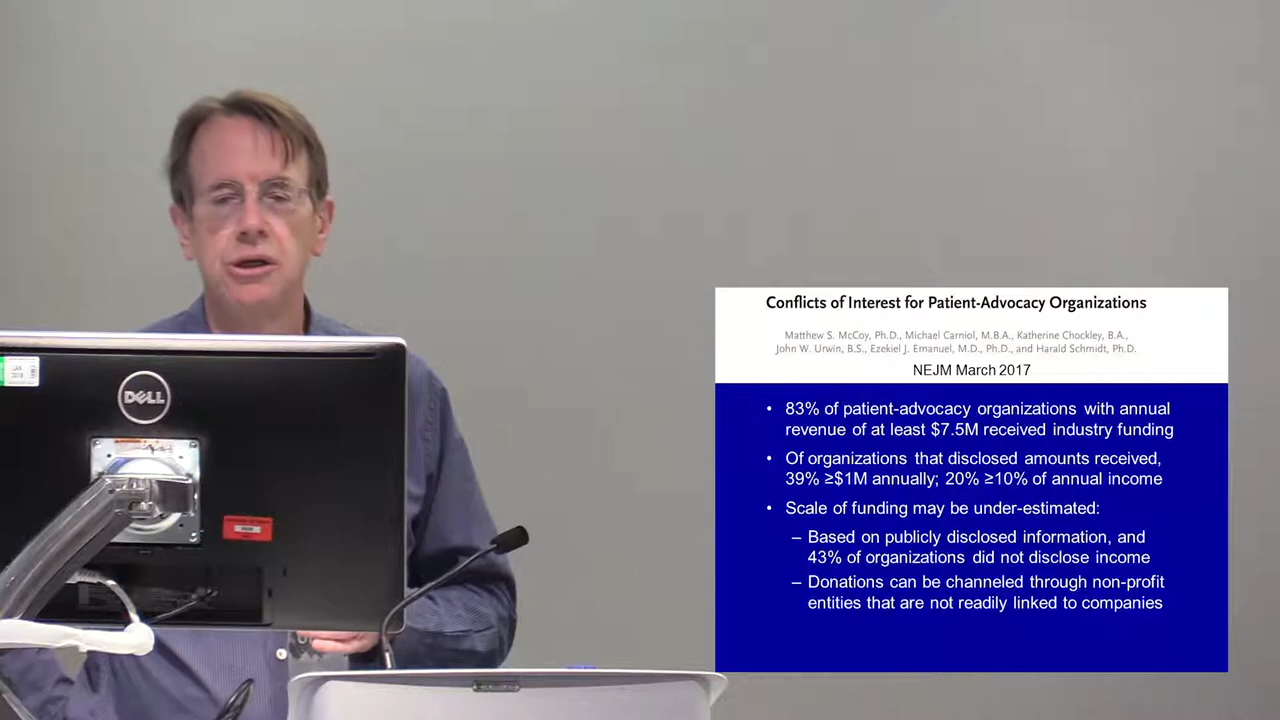 JAN
2018
DELL
Conflicts of Interest for Patient-Advocacy Organizations
Matthew S. McCoy, Ph.D., Michael Carniol, M.B.A., Katherine Chockley, B.A.,
John W. Urwin, B.S., Ezekiel J. Emanuel, M.D., Ph.D., and Harald Schmidt, Ph.D.
NEJM March 2017
• 83% of patient-advocacy organizations with annual
revenue of at least $7.5M received industry funding
• Of organizations that disclosed amounts received,
39% ≥$1M annually; 20% ≥10% of annual income
• Scale of funding may be under-estimated:
– Based on publicly disclosed information, and
43% of organizations did not disclose income
– Donations can be channeled through non-profit
entities that are not readily linked to companies